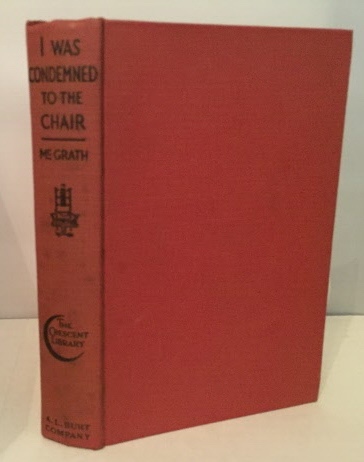 I WAS
CONDEMNED
TO THE
CHAIR
McGRATH
THE
CRESCENT
LIBRARY
A. L. BURT
COMPANY